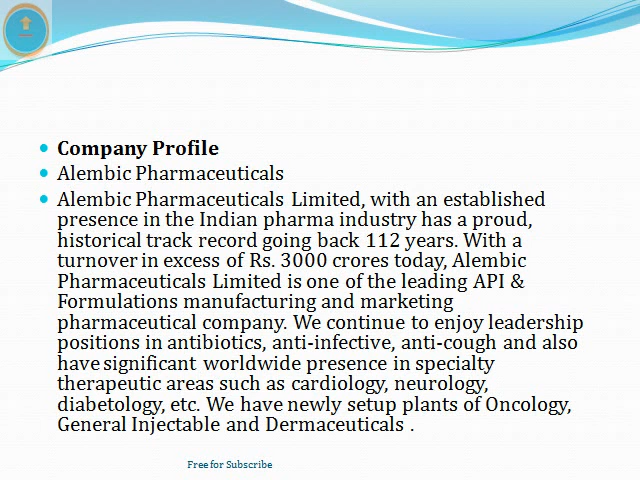 Company Profile
Alembic Pharmaceuticals
Alembic Pharmaceuticals Limited, with an established
presence in the Indian pharma industry has a proud,
historical track record going back 112 years. With a
turnover in excess of Rs. 3000 crores today, Alembic
Pharmaceuticals Limited is one of the leading API &
Formulations manufacturing and marketing
pharmaceutical company. We continue to enjoy leadership
positions in antibiotics, anti-infective, anti-cough and also
have significant worldwide presence in specialty
therapeutic areas such as cardiology, neurology,
diabetology, etc. We have newly setup plants of Oncology,
General Injectable and Dermaceuticals .
Free for Subscribe